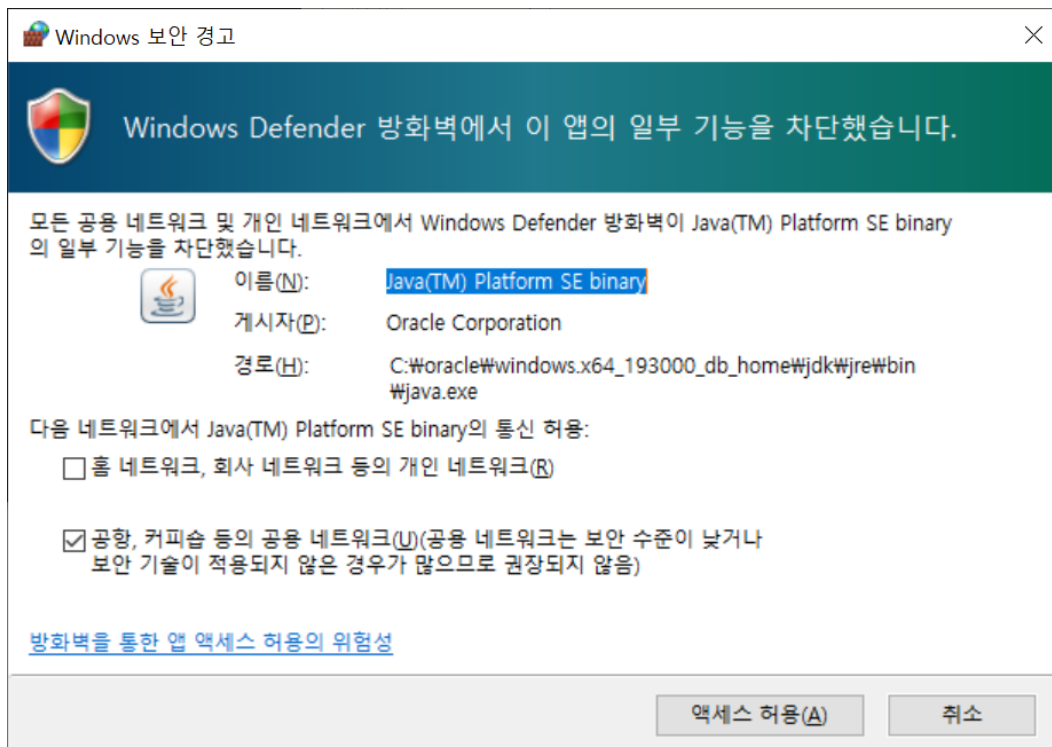 Windows 보안 경고
Windows Defender 방화벽에서 이 앱의 일부 기능을 차단했습니다.
모든 공용 네트워크 및 개인 네트워크에서 Windows Defender 방화벽이 Java(TM) Platform SE binary
의 일부 기능을 차단했습니다.
이름(N): Java(TM) Platform SE binary
게시자(P): Oracle Corporation
경로(H): C:₩oracle₩windows.x64_193000_db_home₩jdk₩jre₩bin
₩java.exe
다음 네트워크에서 Java(TM) Platform SE binary의 통신 허용:
홈 네트워크, 회사 네트워크 등의 개인 네트워크(R)
공항, 커피숍 등의 공용 네트워크(U)(공용 네트워크는 보안 수준이 낮거나
보안 기술이 적용되지 않은 경우가 많으므로 권장되지 않음)
방화벽을 통한 앱 액세스 허용의 위험성
액세스 허용(A) 취소